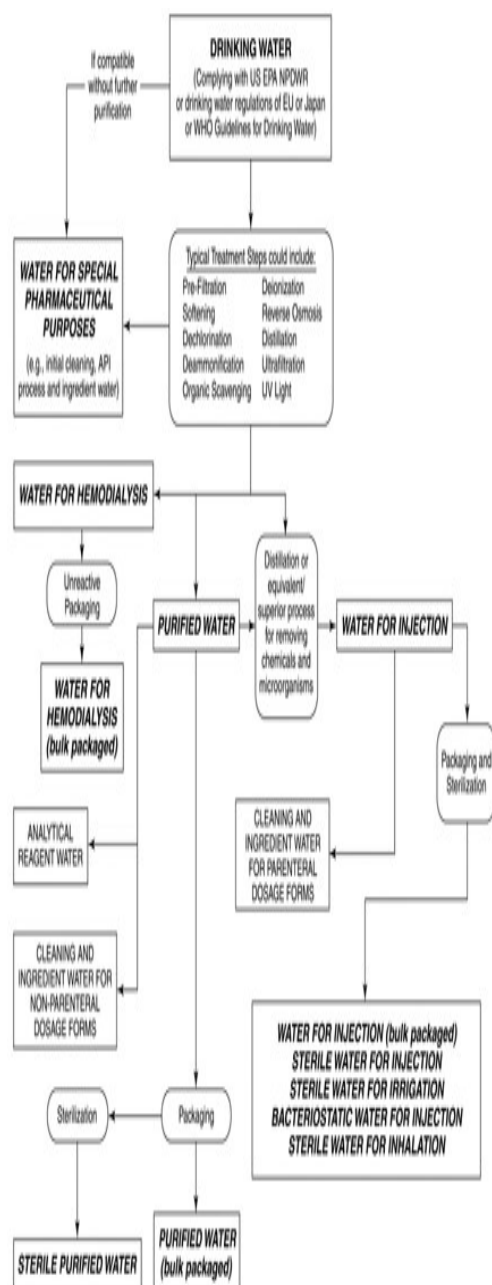 If compatible
without further
purification
DRINKING WATER
(Complying with US EPA NPDWR
or drinking water regulations of EU or Japan
or WHO Guidelines for Drinking Water)
WATER FOR SPECIAL
PHARMACEUTICAL
PURPOSES
(e.g., initial cleaning, API
process and ingredient water)
Typical Treatment Steps could include:
Pre-Filtration Deionization
Softening Reverse Osmosis
Dechlorination Distillation
Deammonification Ultrafiltration
Organic Scavenging UV Light
WATER FOR HEMODIALYSIS
Unreactive
Packaging
WATER FOR
HEMODIALYSIS
(bulk packaged)
PURIFIED WATER
Distillation or
equivalent/
superior process
for removing
chemicals and
microorganisms
WATER FOR INJECTION
Packaging and
Sterilization
ANALYTICAL
REAGENT WATER
CLEANING AND
INGREDIENT WATER
FOR PARENTERAL
DOSAGE FORMS
CLEANING AND
INGREDIENT WATER FOR
NON-PARENTERAL
DOSAGE FORMS
WATER FOR INJECTION (bulk packaged)
STERILE WATER FOR INJECTION
STERILE WATER FOR IRRIGATION
BACTERIOSTATIC WATER FOR INJECTION
STERILE WATER FOR INHALATION
Sterilization
Packaging
STERILE PURIFIED WATER
PURIFIED WATER
(bulk packaged)